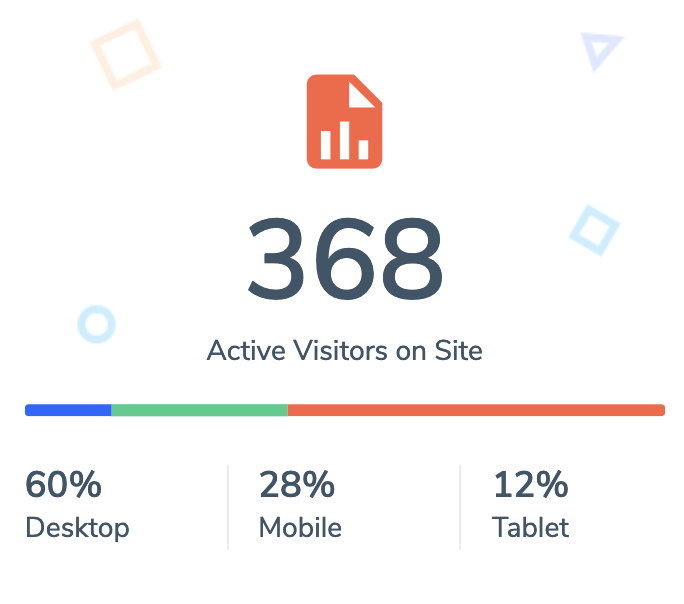 368
Active Visitors on Site
60%
Desktop
28%
Mobile
12%
Tablet